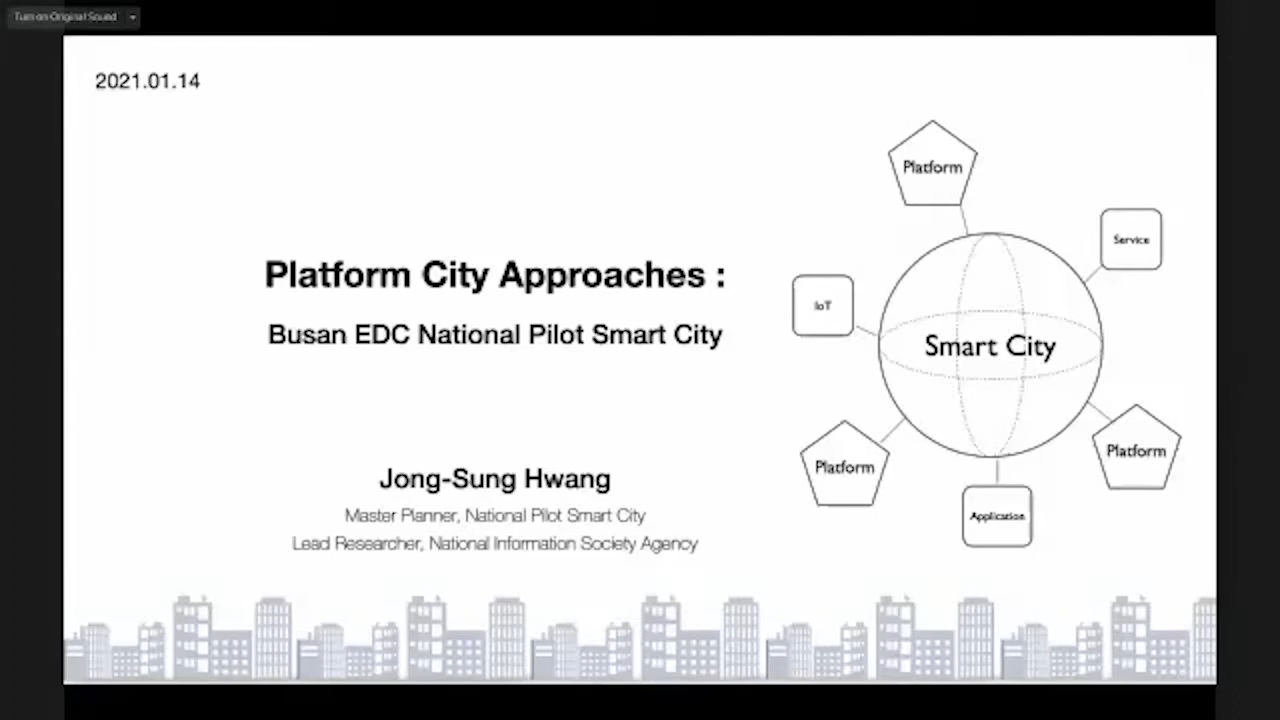 Turn on Original Sound
2021.01.14
Platform
Service
Platform City Approaches :
IoT
Busan EDC National Pilot Smart City
Smart City
Jong-Sung Hwang
Platform
Platform
Master Planner, National Pilot Smart City
Application
Lead Researcher, National Information Society Agency